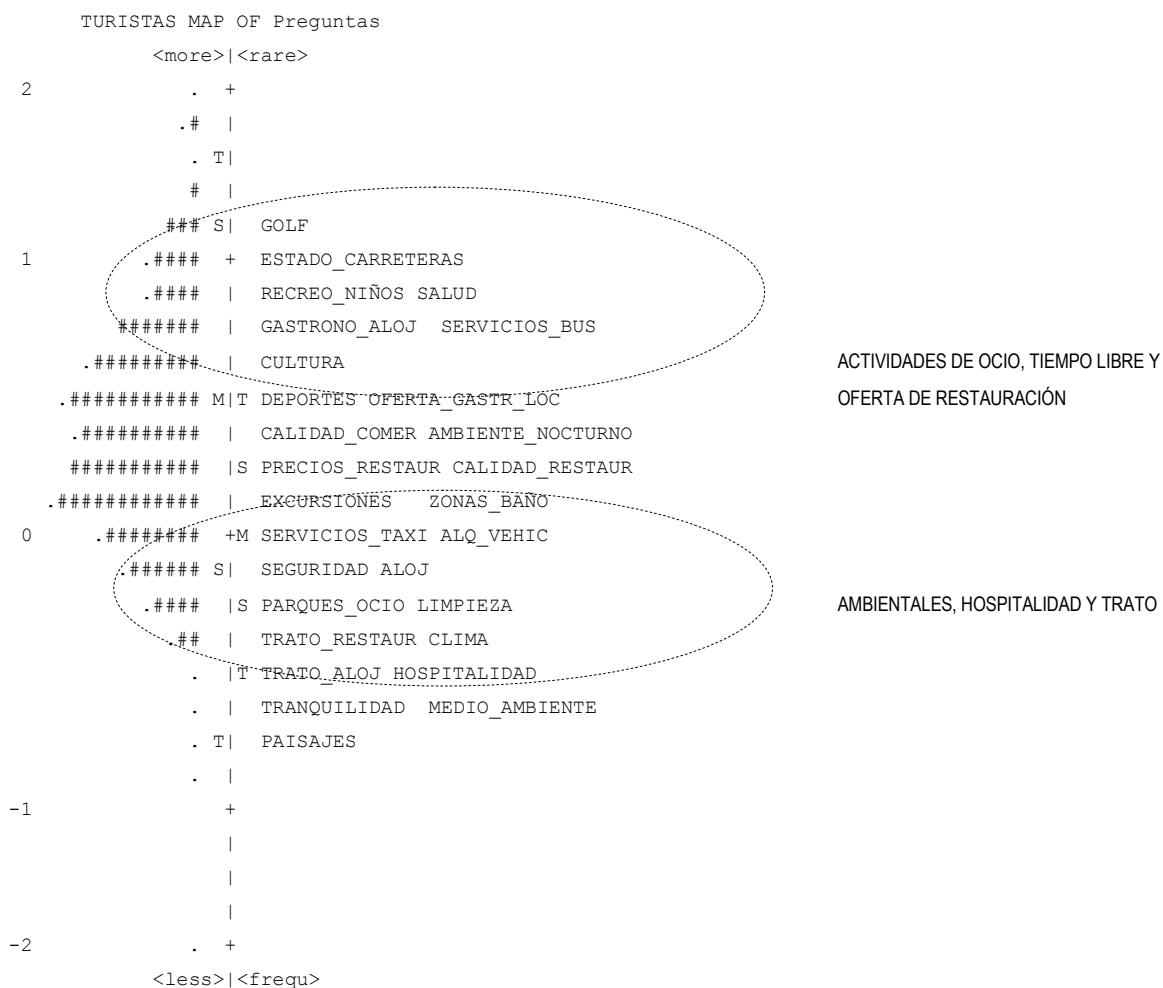 TURISTAS MAP OF Preguntas
<more>|<rare>
2 . +
.# |
. T|
# |
### S| GOLF
1 .#### + ESTADO_CARRETERAS
.#### | RECREO_NIÑOS SALUD
####### | GASTRONO_ALOJ SERVICIOS_BUS
.######### | CULTURA ACTIVIDADES DE OCIO, TIEMPO LIBRE Y
.########### M|T DEPORTES OFERTA_GASTR_LOC OFERTA DE RESTAURACIÓN
.########## | CALIDAD_COMER AMBIENTE_NOCTURNO
########### |S PRECIOS_RESTAUR CALIDAD_RESTAUR
.############ | EXCURSIONES ZONAS_BAÑO
0 .######## +M SERVICIOS_TAXI ALQ_VEHIC
.###### S| SEGURIDAD ALOJ
.#### |S PARQUES_OCIO LIMPIEZA AMBIENTALES, HOSPITALIDAD Y TRATO
.## | TRATO_RESTAUR CLIMA
. |T TRATO_ALOJ HOSPITALIDAD
. | TRANQUILIDAD MEDIO_AMBIENTE
. T| PAISAJES
. |
-1 +
|
|
|
-2 . +
<less>|<frequ>